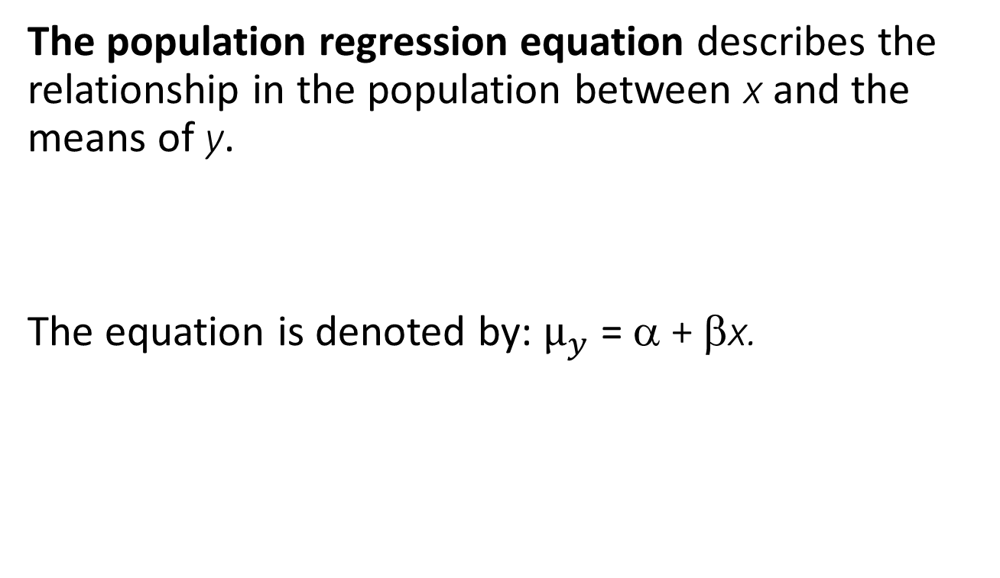 The population regression equation describes the
relationship in the population between x and the
means of y.
The equation is denoted by: μy = α + βx.